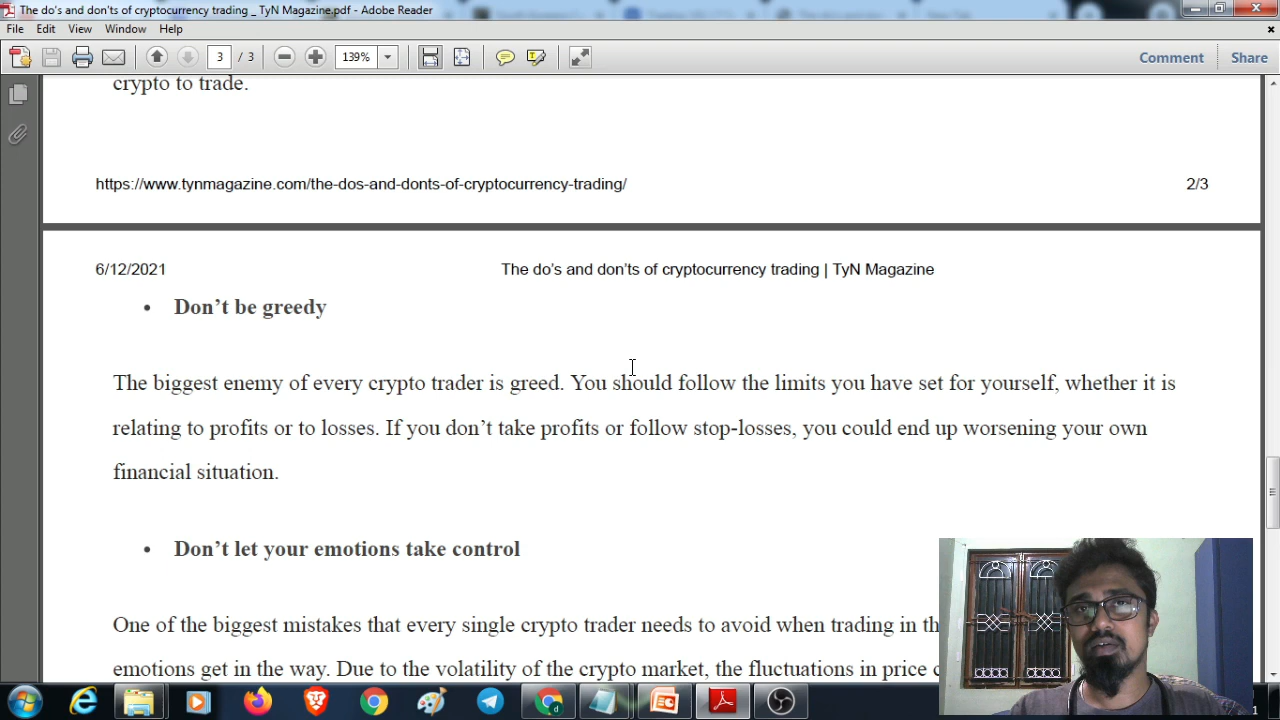 The do's and don'ts of cryptocurrency trading _ TyN Magazine.pdf - Adobe Reader
File Edit View Window Help
3 / 3 139% Comment Share
crypto to trade.
https://www.tynmagazine.com/the-dos-and-donts-of-cryptocurrency-trading/ 2/3
6/12/2021 The do’s and don’ts of cryptocurrency trading | TyN Magazine
• Don’t be greedy
The biggest enemy of every crypto trader is greed. You should follow the limits you have set for yourself, whether it is
relating to profits or to losses. If you don’t take profits or follow stop-losses, you could end up worsening your own
financial situation.
• Don’t let your emotions take control
One of the biggest mistakes that every single crypto trader needs to avoid when trading in th
emotions get in the way. Due to the volatility of the crypto market, the fluctuations in price